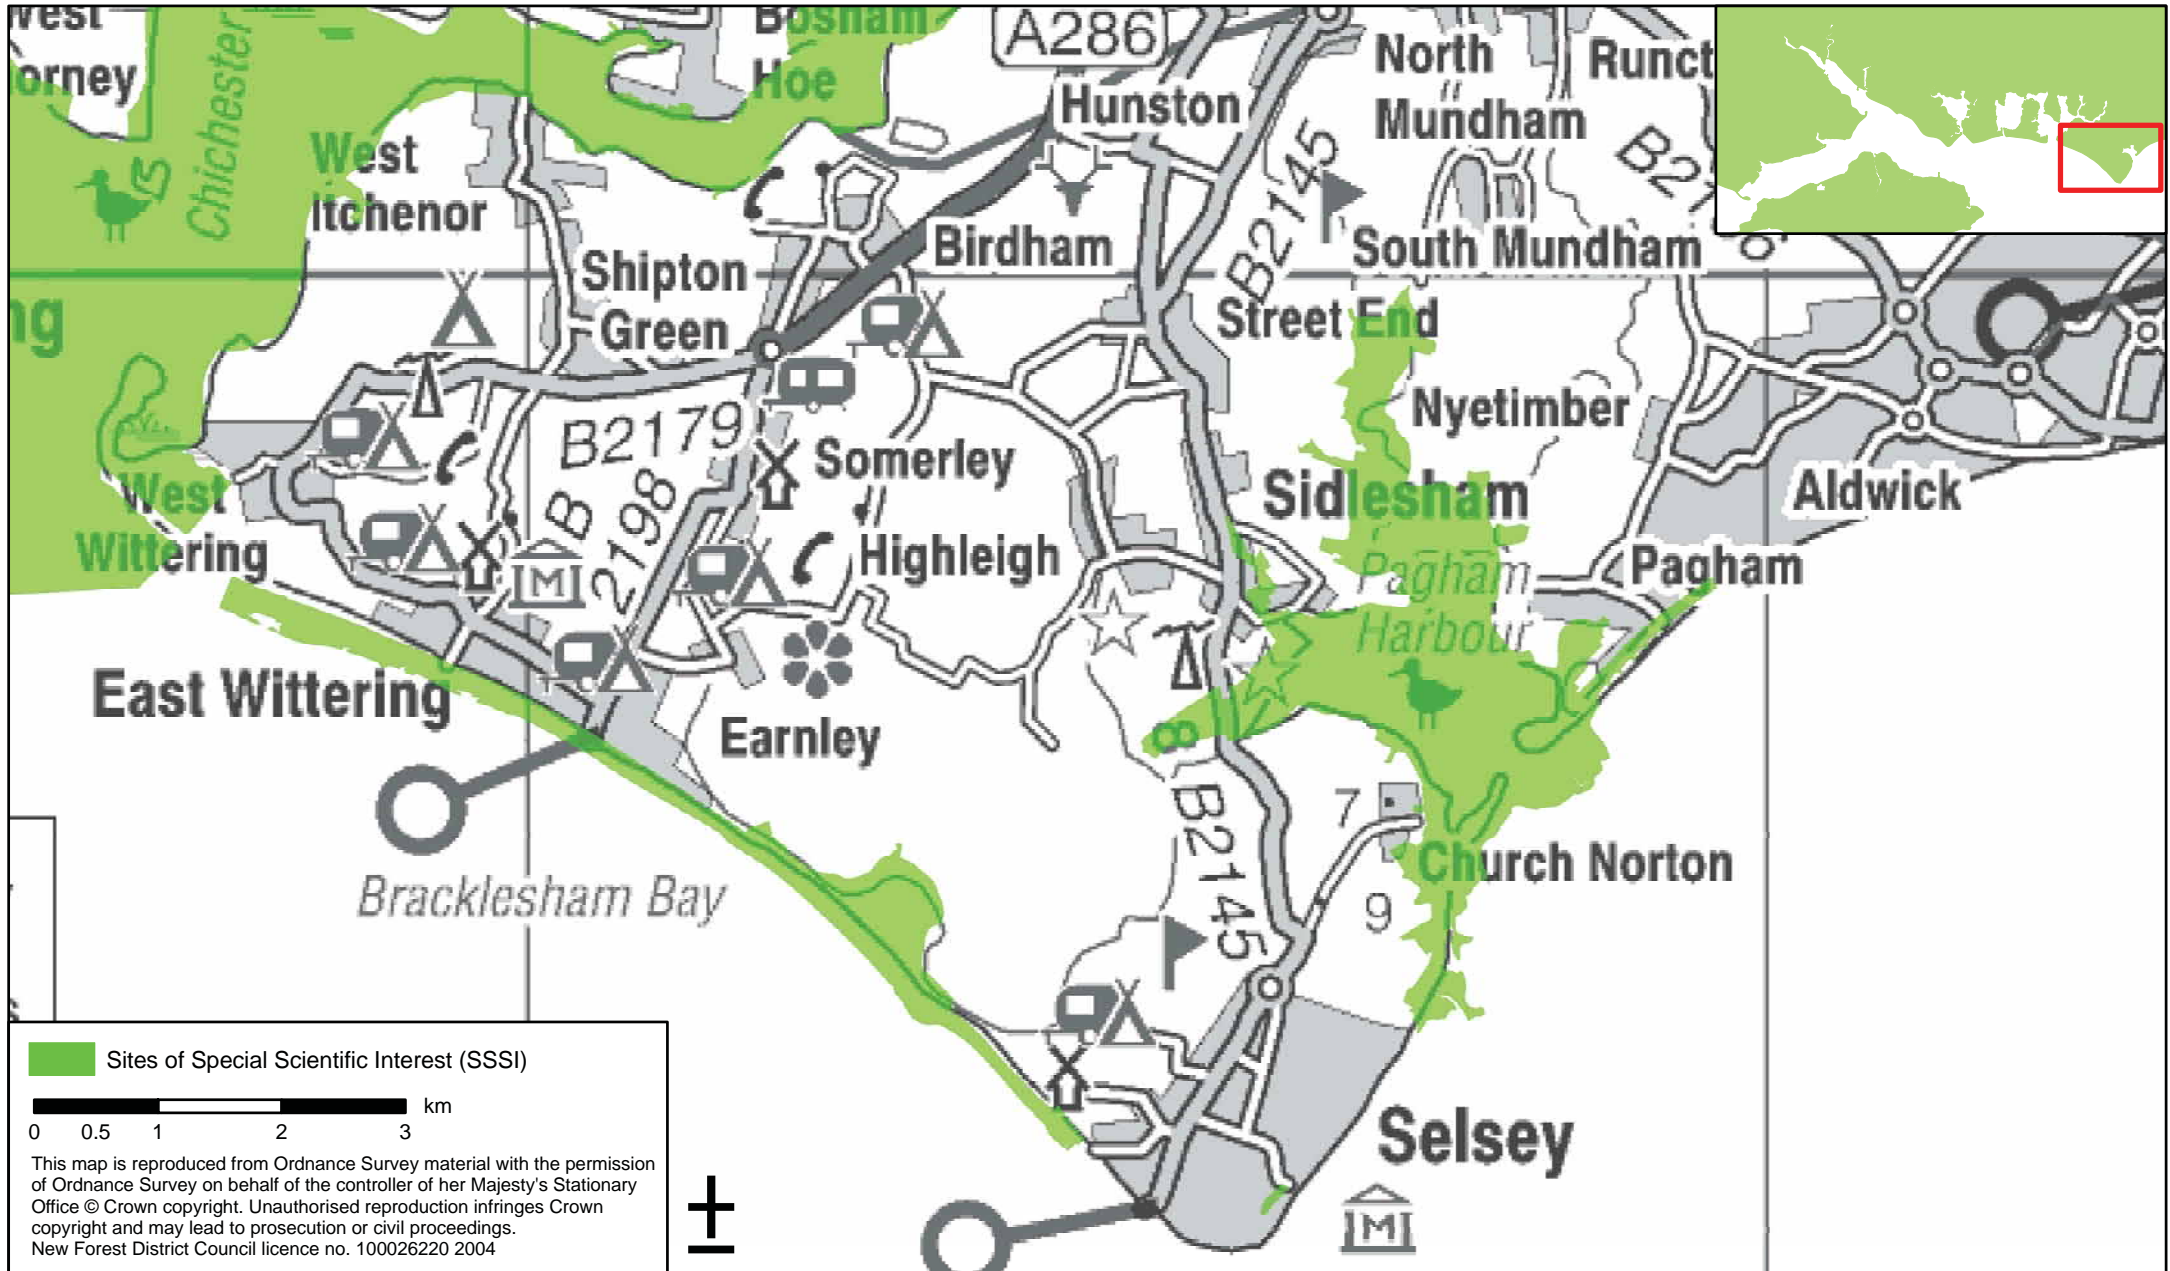 Bosham
Hoe
A286
Hunston
North
Mundham
Chichester
West
Itchenor
B2145
Birdham
South Mundham
Shipton
Green
Street End
Nyetimber
B2179
Somerley
B
2198
Sidlesham
Aldwick
West
Wittering
Highleigh
Pagham
Harbour
Pagham
M
East Wittering
Earnley
8
B2145
7
Church Norton
9
Bracklesham Bay
Selsey
M
Sites of Special Scientific Interest (SSSI)
km
0 0.5 1 2 3
This map is reproduced from Ordnance Survey material with the permission
of Ordnance Survey on behalf of the controller of her Majesty's Stationary
Office © Crown copyright. Unauthorised reproduction infringes Crown
copyright and may lead to prosecution or civil proceedings.
New Forest District Council licence no. 100026220 2004